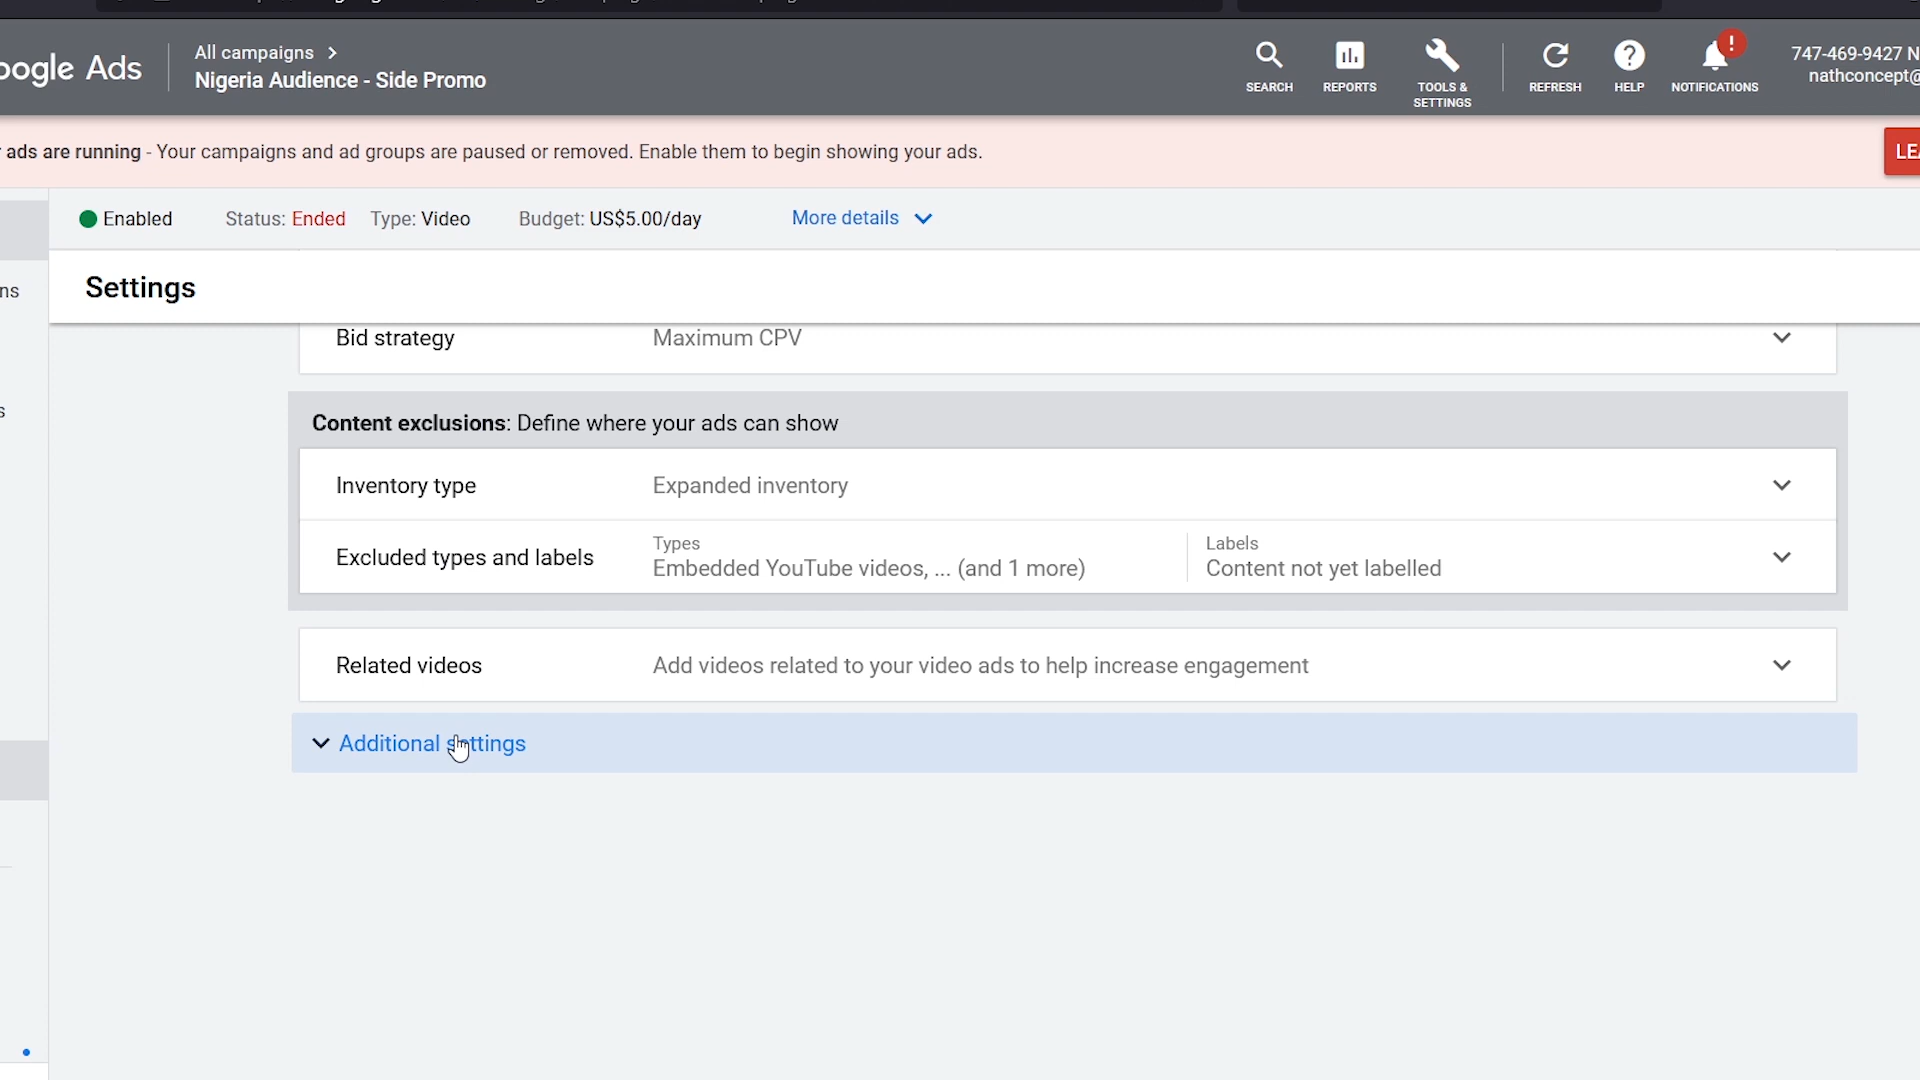 oogle Ads
All campaigns
Nigeria Audience - Side Promo
SEARCH
REPORTS
TOOLS &
SETTINGS
REFRESH
HELP
!
NOTIFICATIONS
747-469-9427 N
nathconcept@
ads are running - Your campaigns and ad groups are paused or removed. Enable them to begin showing your ads.
LEA
Enabled
Status: Ended
Type: Video
Budget: US$5.00/day
More details
ns
Settings
Bid strategy
Maximum CPV
s
Content exclusions: Define where your ads can show
Inventory type
Expanded inventory
Excluded types and labels
Types
Embedded YouTube videos, ... (and 1 more)
Labels
Content not yet labelled
Related videos
Add videos related to your video ads to help increase engagement
Additional settings